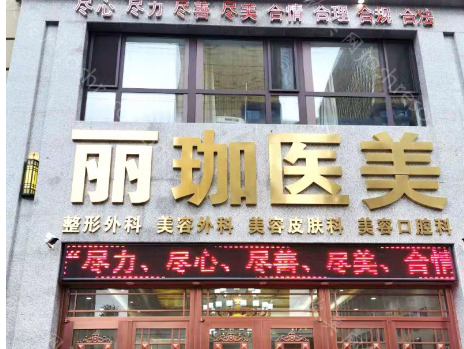 尽心 尽力 尽善 尽美 合情 合理 合规 合法
丽珈医美
整形外科 美容外科 美容皮肤科 美容口腔科
“尽力、尽心、尽善、尽美、合情